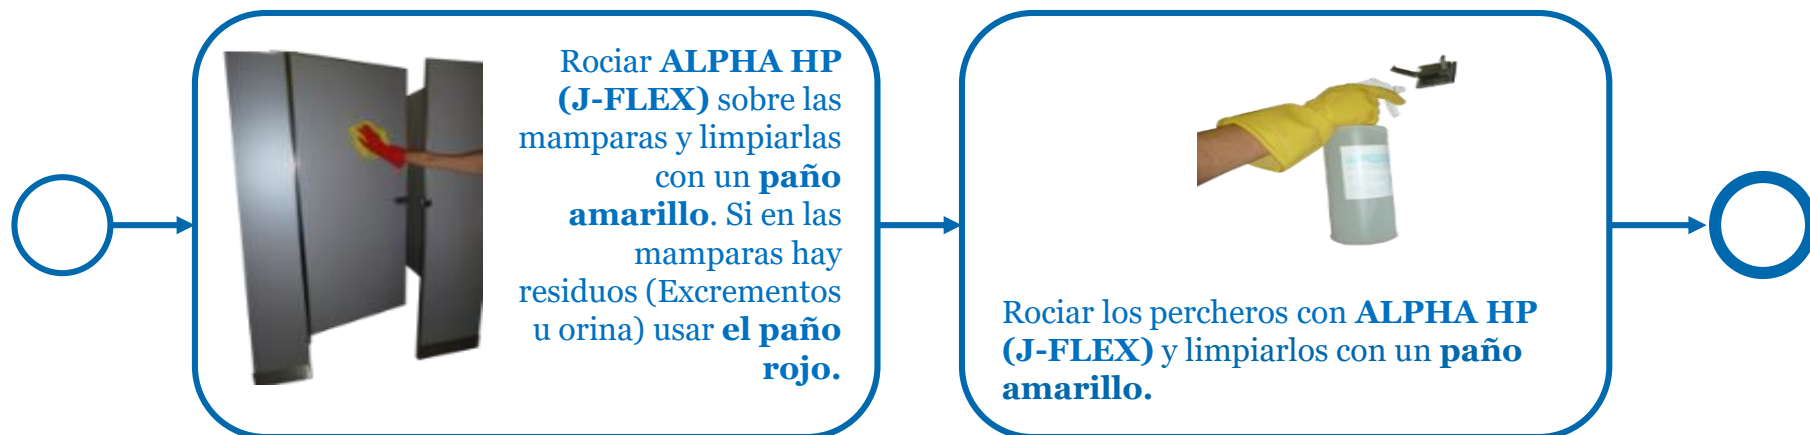 Rociar ALPHA HP
(J-FLEX) sobre las
mamparas y limpiarlas
con un paño
amarillo. Si en las
mamparas hay
residuos (Excrementos
u orina) usar el paño
rojo.
Rociar los percheros con ALPHA HP
(J-FLEX) y limpiarlos con un paño
amarillo.